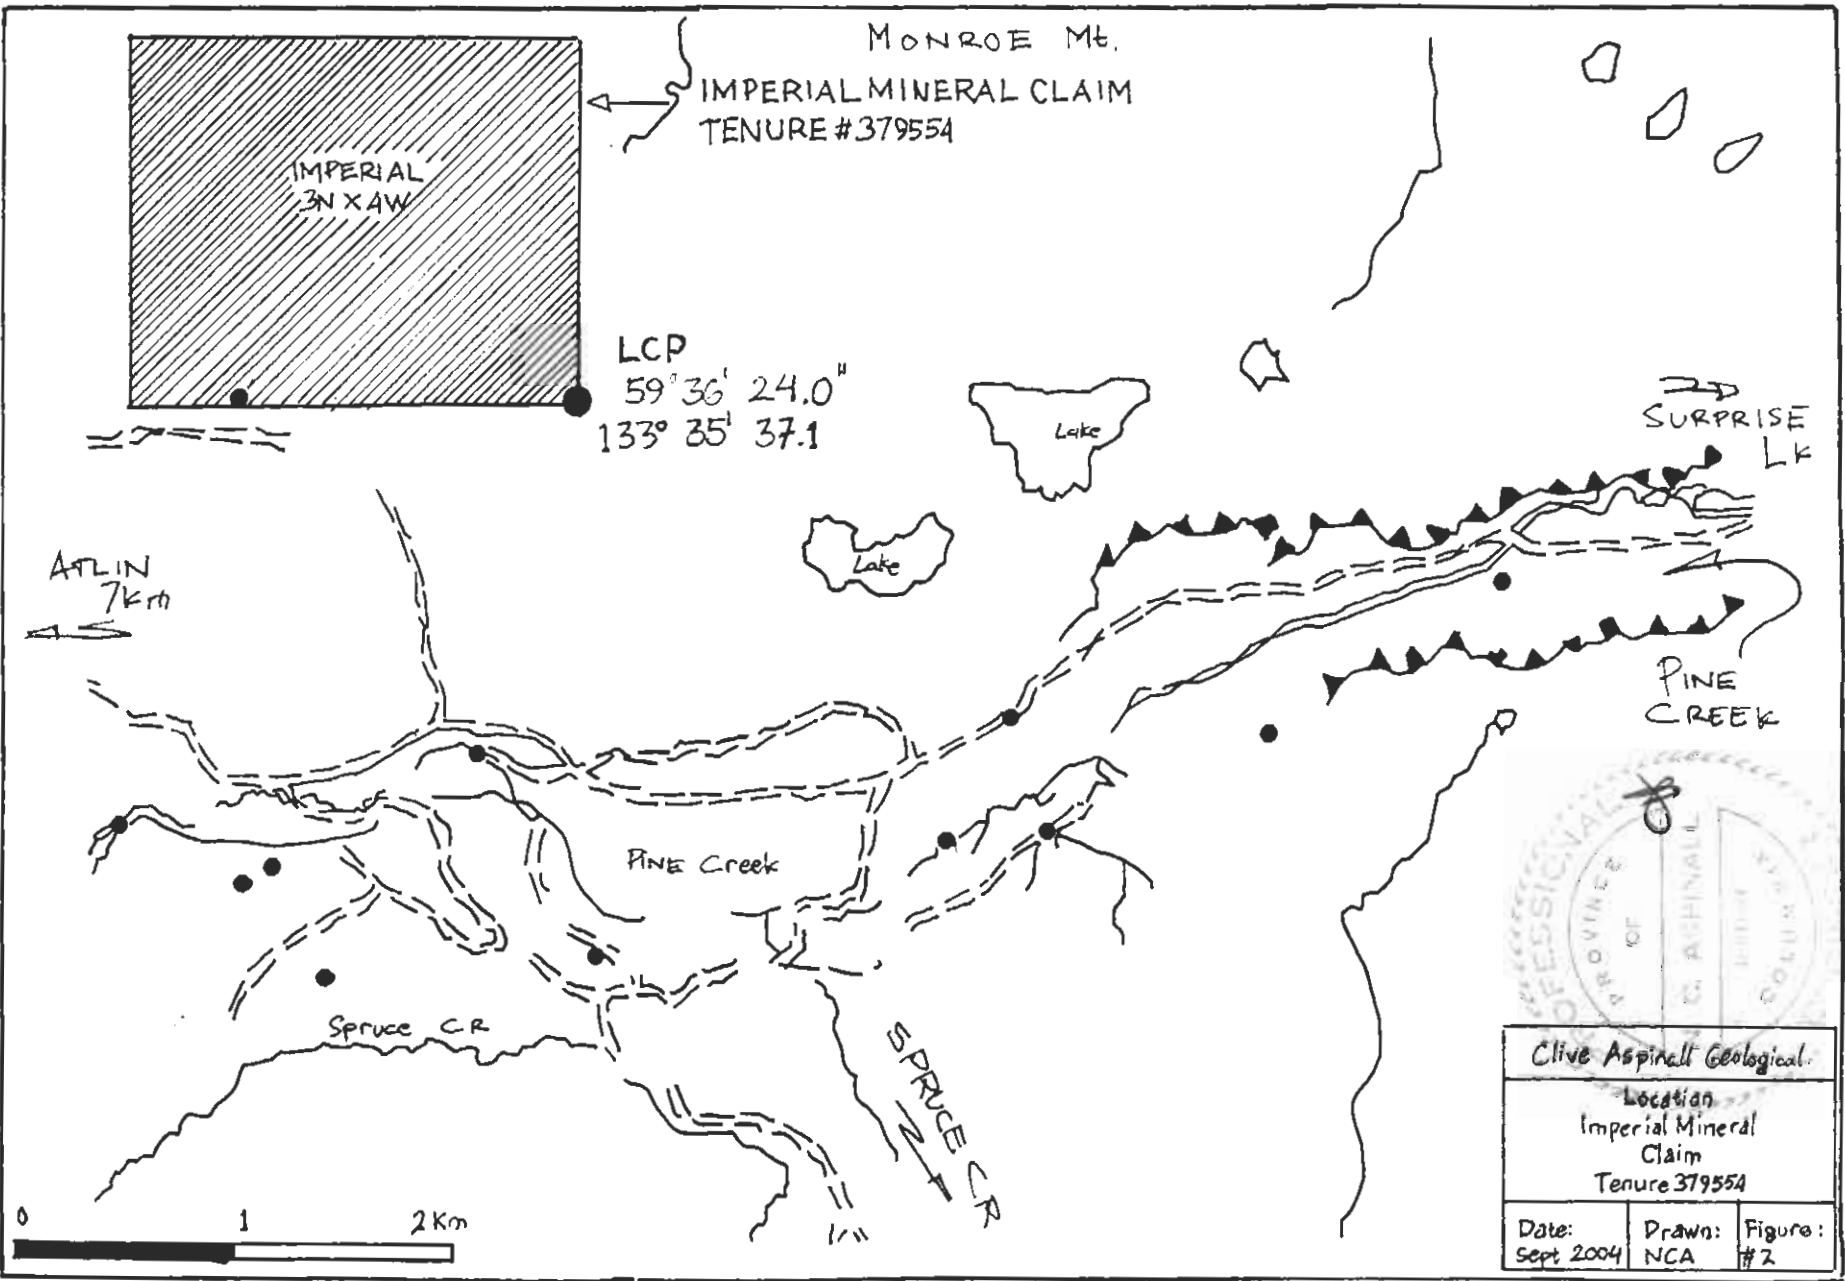 MONROE Mt.
IMPERIAL MINERAL CLAIM
TENURE #379554
IMPERIAL
3N X 4W
LCP
59° 36' 24.0"
133° 35' 37.1
Lake
SURPRISE
LK
Lake
ATLIN
7km
PINE
CREEK
PINE Creek
Spruce CR
SPRUCE CR
PROVINCE
OF
0 1 2 Km
Clive Aspinall Geological.
Location
Imperial Mineral
Claim
Tenure 379554
Date:
Sept 2004
Drawn:
NCA
Figure:
#2